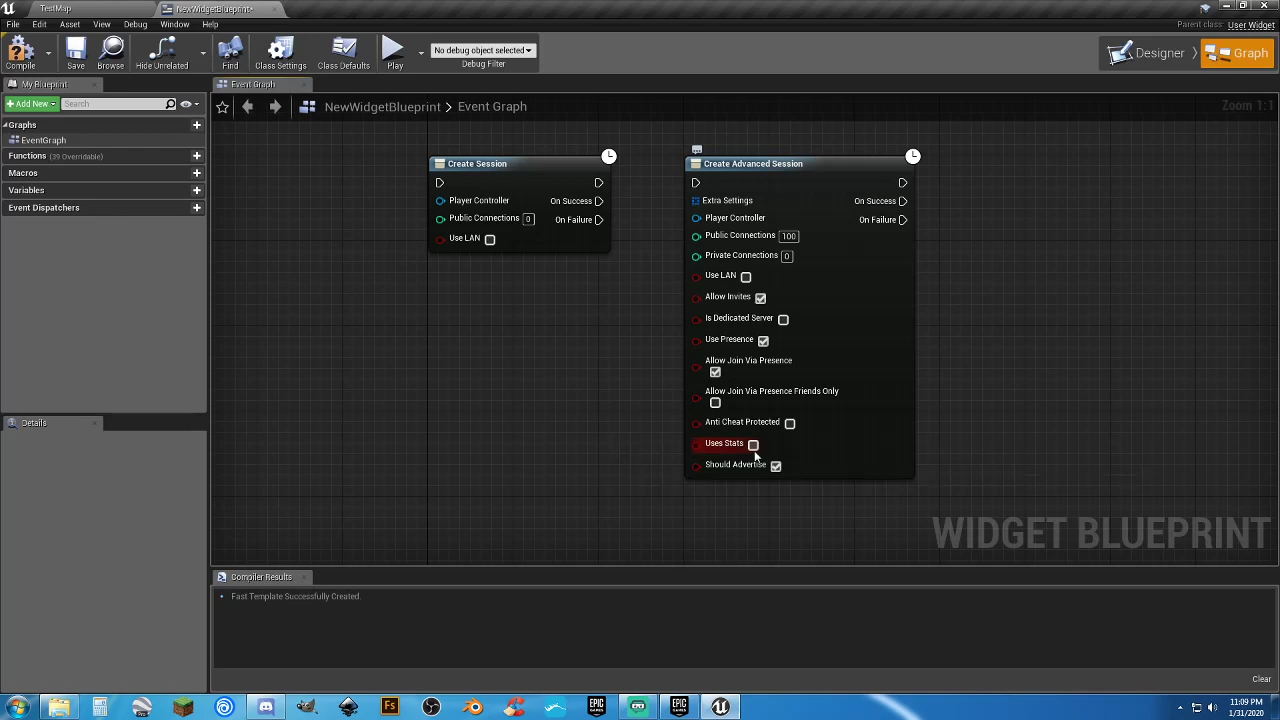 TestMap
NewWidgetBlueprint*
File Edit Asset View Debug Window Help
Parent class: User Widget
Compile Save Browse Hide Unrelated Find Class Settings Class Defaults Play
No debug object selected
Debug Filter
Designer Graph
My Blueprint
Event Graph
+Add New Search
NewWidgetBlueprint > Event Graph
Zoom 1:1
Graphs
EventGraph
Functions (39 Overridable)
Macros
Variables
Event Dispatchers
Details
Create Session
Player Controller On Success
Public Connections 0 On Failure
Use LAN
Create Advanced Session
Extra Settings On Success
Player Controller On Failure
Public Connections 100
Private Connections 0
Use LAN
Allow Invites
Is Dedicated Server
Use Presence
Allow Join Via Presence
Allow Join Via Presence Friends Only
Anti Cheat Protected
Uses Stats
Should Advertise
WIDGET BLUEPRINT
Compiler Results
Fast Template Successfully Created.
Clear
Fs
EPIC GAMES
EPIC GAMES
11:09 PM
1/31/2020